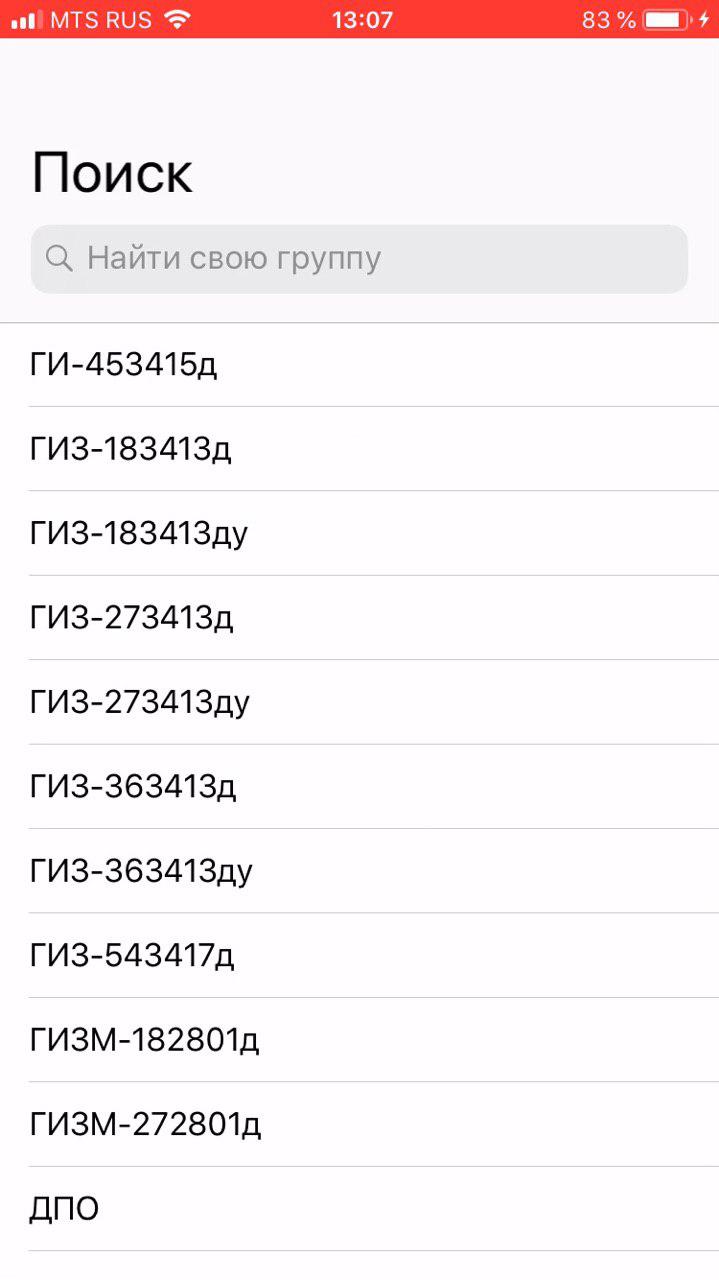 MTS RUS 13:07 83 %
Поиск
Найти свою группу
ГИ-453415д
ГИЗ-183413д
ГИЗ-183413ду
ГИЗ-273413д
ГИЗ-273413ду
ГИЗ-363413д
ГИЗ-363413ду
ГИЗ-543417д
ГИЗМ-182801д
ГИЗМ-272801д
ДПО